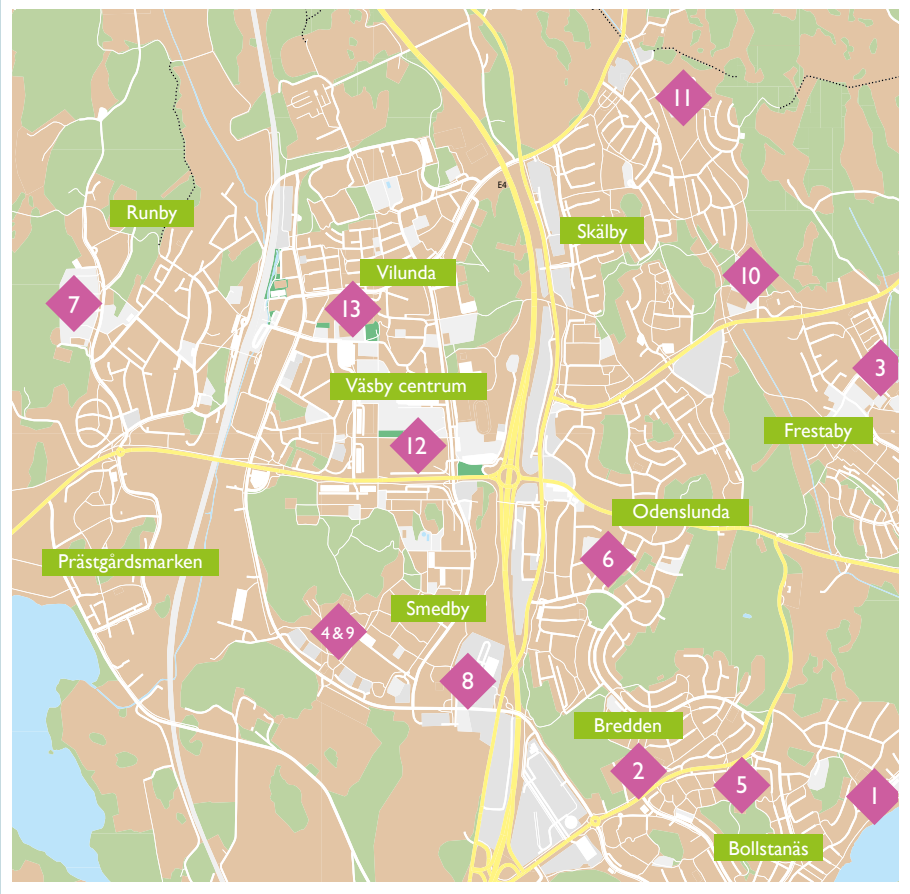 11
E4
Runby
Skälby
Vilunda
10
7
13
3
Väsby centrum
Frestaby
12
Odenslunda
6
Prästgårdsmarken
Smedby
4&9
8
Bredden
2
5
1
Bollstanäs